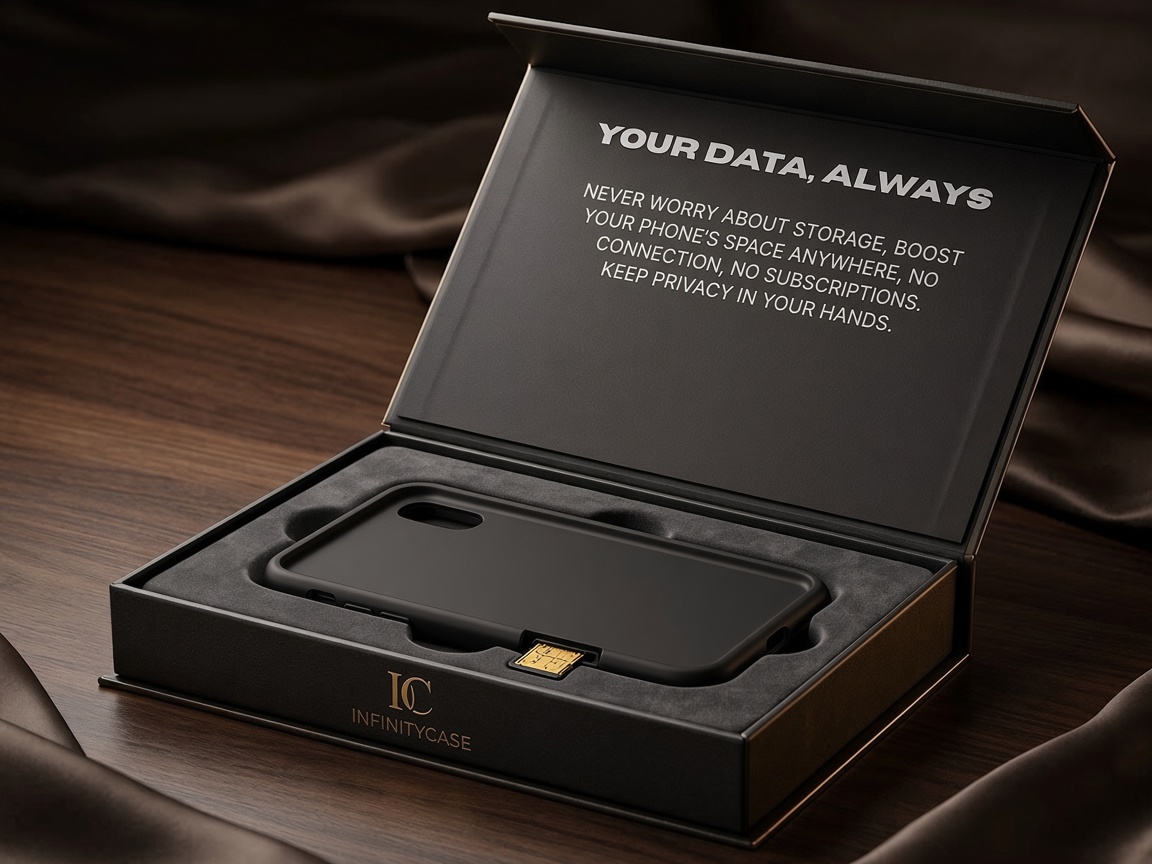 YOUR DATA, ALWAYS
NEVER WORRY ABOUT STORAGE, BOOST
YOUR PHONE'S SPACE ANYWHERE, NO
CONNECTION, NO SUBSCRIPTIONS.
KEEP PRIVACY IN YOUR HANDS.
IC
INFINITYCASE